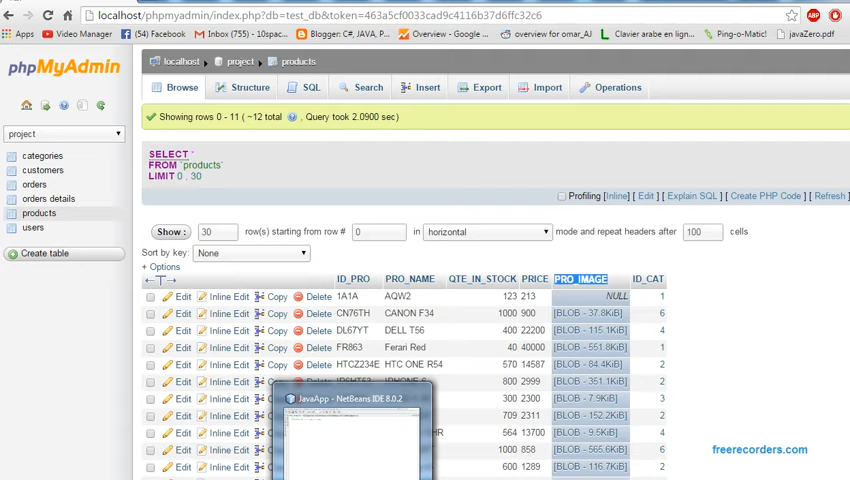 localhost/phpmyadmin/index.php?db=test_db&token=463a5cf0033cad9c4116b37d6ffc32c6
ABP
Apps Video Manager (54) Facebook Inbox (755) - 10spac... Blogger: C#, JAVA, P... Overview - Google ... overview for omar_AJ Clavier arabe en lign... Ping-o-Matic! javaZero.pdf
phpMyAdmin
localhost project products
Browse Structure SQL Search Insert Export Import Operations
Showing rows 0 - 11 ( ~12 total , Query took 2.0900 sec)
project
categories
customers
orders
orders details
products
users
Create table
SELECT *
FROM `products`
LIMIT 0 , 30
Profiling [Inline] [ Edit ] [ Explain SQL ] [ Create PHP Code ] [ Refresh ]
Show : 30 row(s) starting from row # 0 in horizontal mode and repeat headers after 100 cells
Sort by key: None
+ Options
←T→ ID_PRO PRO_NAME QTE_IN_STOCK PRICE PRO_IMAGE ID_CAT
Edit Inline Edit Copy Delete 1A1A AQW2 123 213 NULL 1
Edit Inline Edit Copy Delete CN76TH CANON F34 1000 900 [BLOB - 37.8KiB] 6
Edit Inline Edit Copy Delete DL67YT DELL T56 400 22200 [BLOB - 115.1KiB] 4
Edit Inline Edit Copy Delete FR863 Ferari Red 40 40000 [BLOB - 551.8KiB] 1
Edit Inline Edit Copy Delete HTCZ234E HTC ONE R54 570 14587 [BLOB - 84.4KiB] 2
Edit Inline Edit 800 2999 [BLOB - 351.1KiB] 2
Edit Inline Edit 300 2300 [BLOB - 7.9KiB] 3
Edit Inline Edit 709 2311 [BLOB - 152.2KiB] 2
Edit Inline Edit HR 564 13700 [BLOB - 9.5KiB] 4
Edit Inline Edit 1000 858 [BLOB - 565.6KiB] 6
Edit Inline Edit 600 1289 [BLOB - 116.7KiB] 2
JavaApp - NetBeans IDE 8.0.2
freerecorders.com